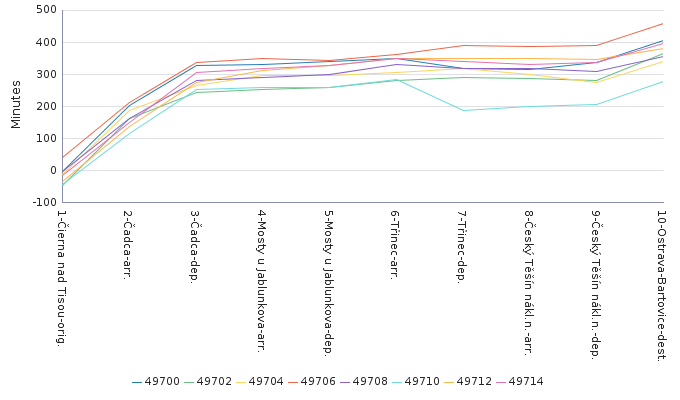 500
400
300
200
100
0
-100
Minutes
1-Čierna nad Tisou-orig.
2-Čadca-arr.
3-Čadca-dep.
4-Mosty u Jablunkova-arr.
5-Mosty u Jablunkova-dep.
6-Třinec-arr.
7-Třinec-dep.
8-Český Těšín nákl.n.-arr.
9-Český Těšín nákl.n.-dep.
10-Ostrava-Bartovice-dest.
49700 49702 49704 49706 49708 49710 49712 49714